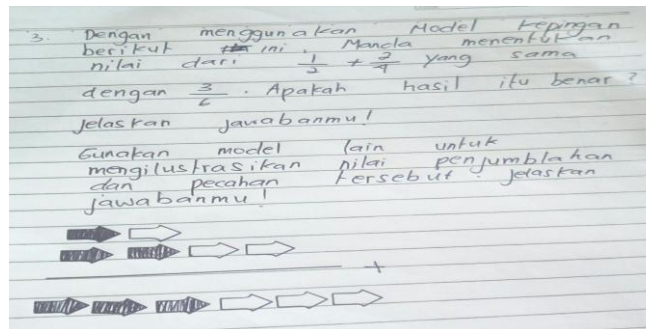 3. Dengan menggunakan Model kepingan
berikut ini, Manda menentukan
nilai dari 1/2 + 2/4 yang sama
dengan 3/6. Apakah hasil itu benar?
Jelaskan jawabanmu!
Gunakan model lain untuk
mengilustrasikan nilai penjumblahan
dan pecahan tersebut. jelaskan
jawabanmu!
+